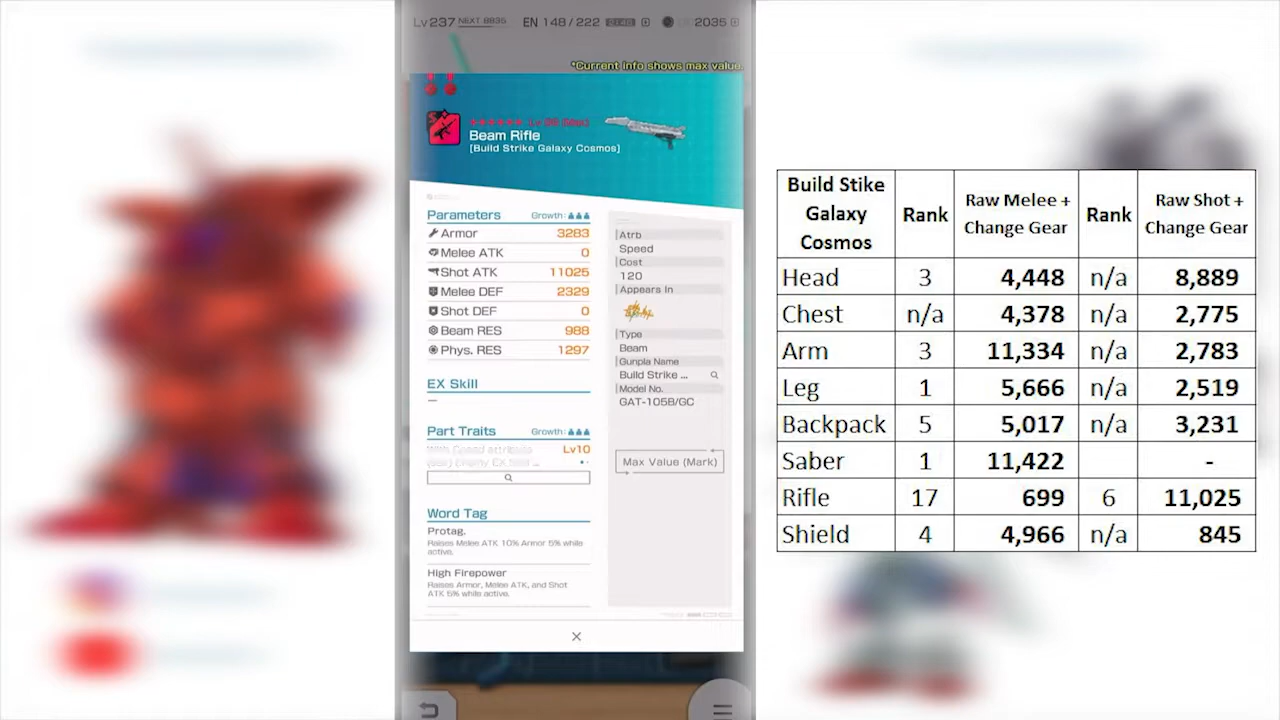 Lv237 NEXT 8835 EN 148/222 2035
*Current info shows max value.
Beam Rifle
[Build Strike Galaxy Cosmos]
Parameters Growth:
Armor 3283
Melee ATK 0
Shot ATK 11025
Melee DEF 2329
Shot DEF 0
Beam RES 988
Phys. RES 1297
EX Skill
—
Part Traits Growth:
Lv10
Word Tag
Protag.
Raises Melee ATK 10% Armor 5% while
active.
High Firepower
Raises Armor, Melee ATK, and Shot
ATK 5% while active.
Atrb
Speed
Cost
120
Appears In
Type
Beam
Gunpla Name
Build Strike ...
Model No.
GAT-105B/GC
Max Value (Mark)
Build Stike Galaxy Cosmos Rank Raw Melee + Change Gear Rank Raw Shot + Change Gear
Head 3 4,448 n/a 8,889
Chest n/a 4,378 n/a 2,775
Arm 3 11,334 n/a 2,783
Leg 1 5,666 n/a 2,519
Backpack 5 5,017 n/a 3,231
Saber 1 11,422 -
Rifle 17 699 6 11,025
Shield 4 4,966 n/a 845